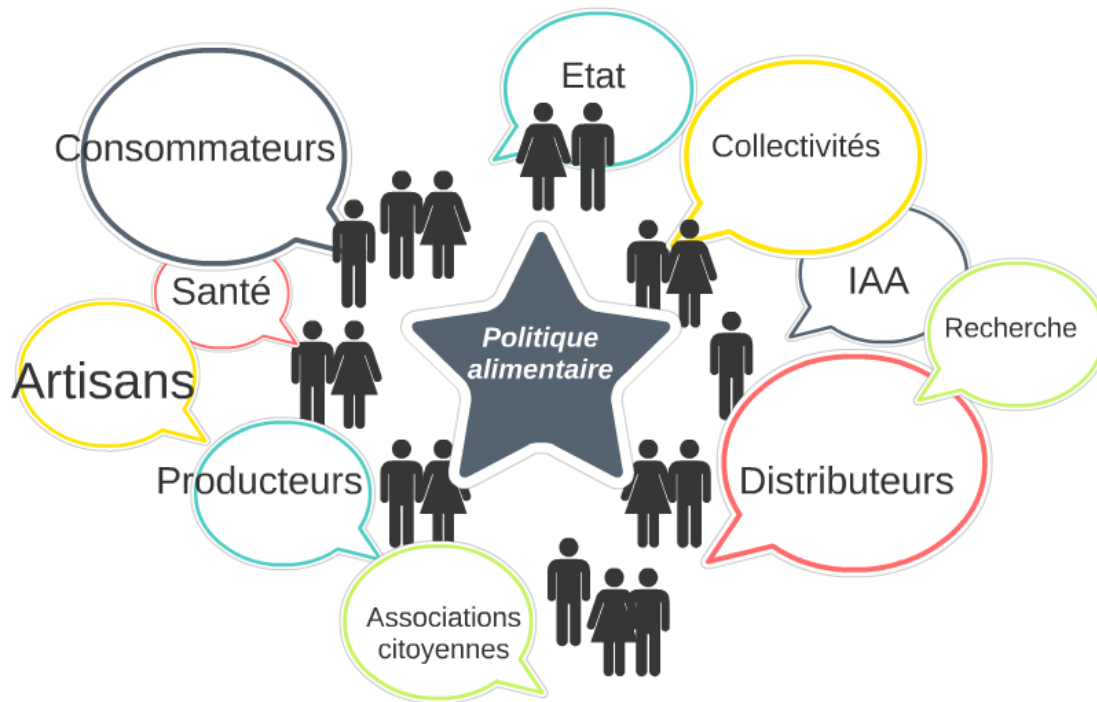 Etat
Consommateurs
Collectivités
Santé
IAA
Recherche
Politique
alimentaire
Artisans
Producteurs
Distributeurs
Associations
citoyennes